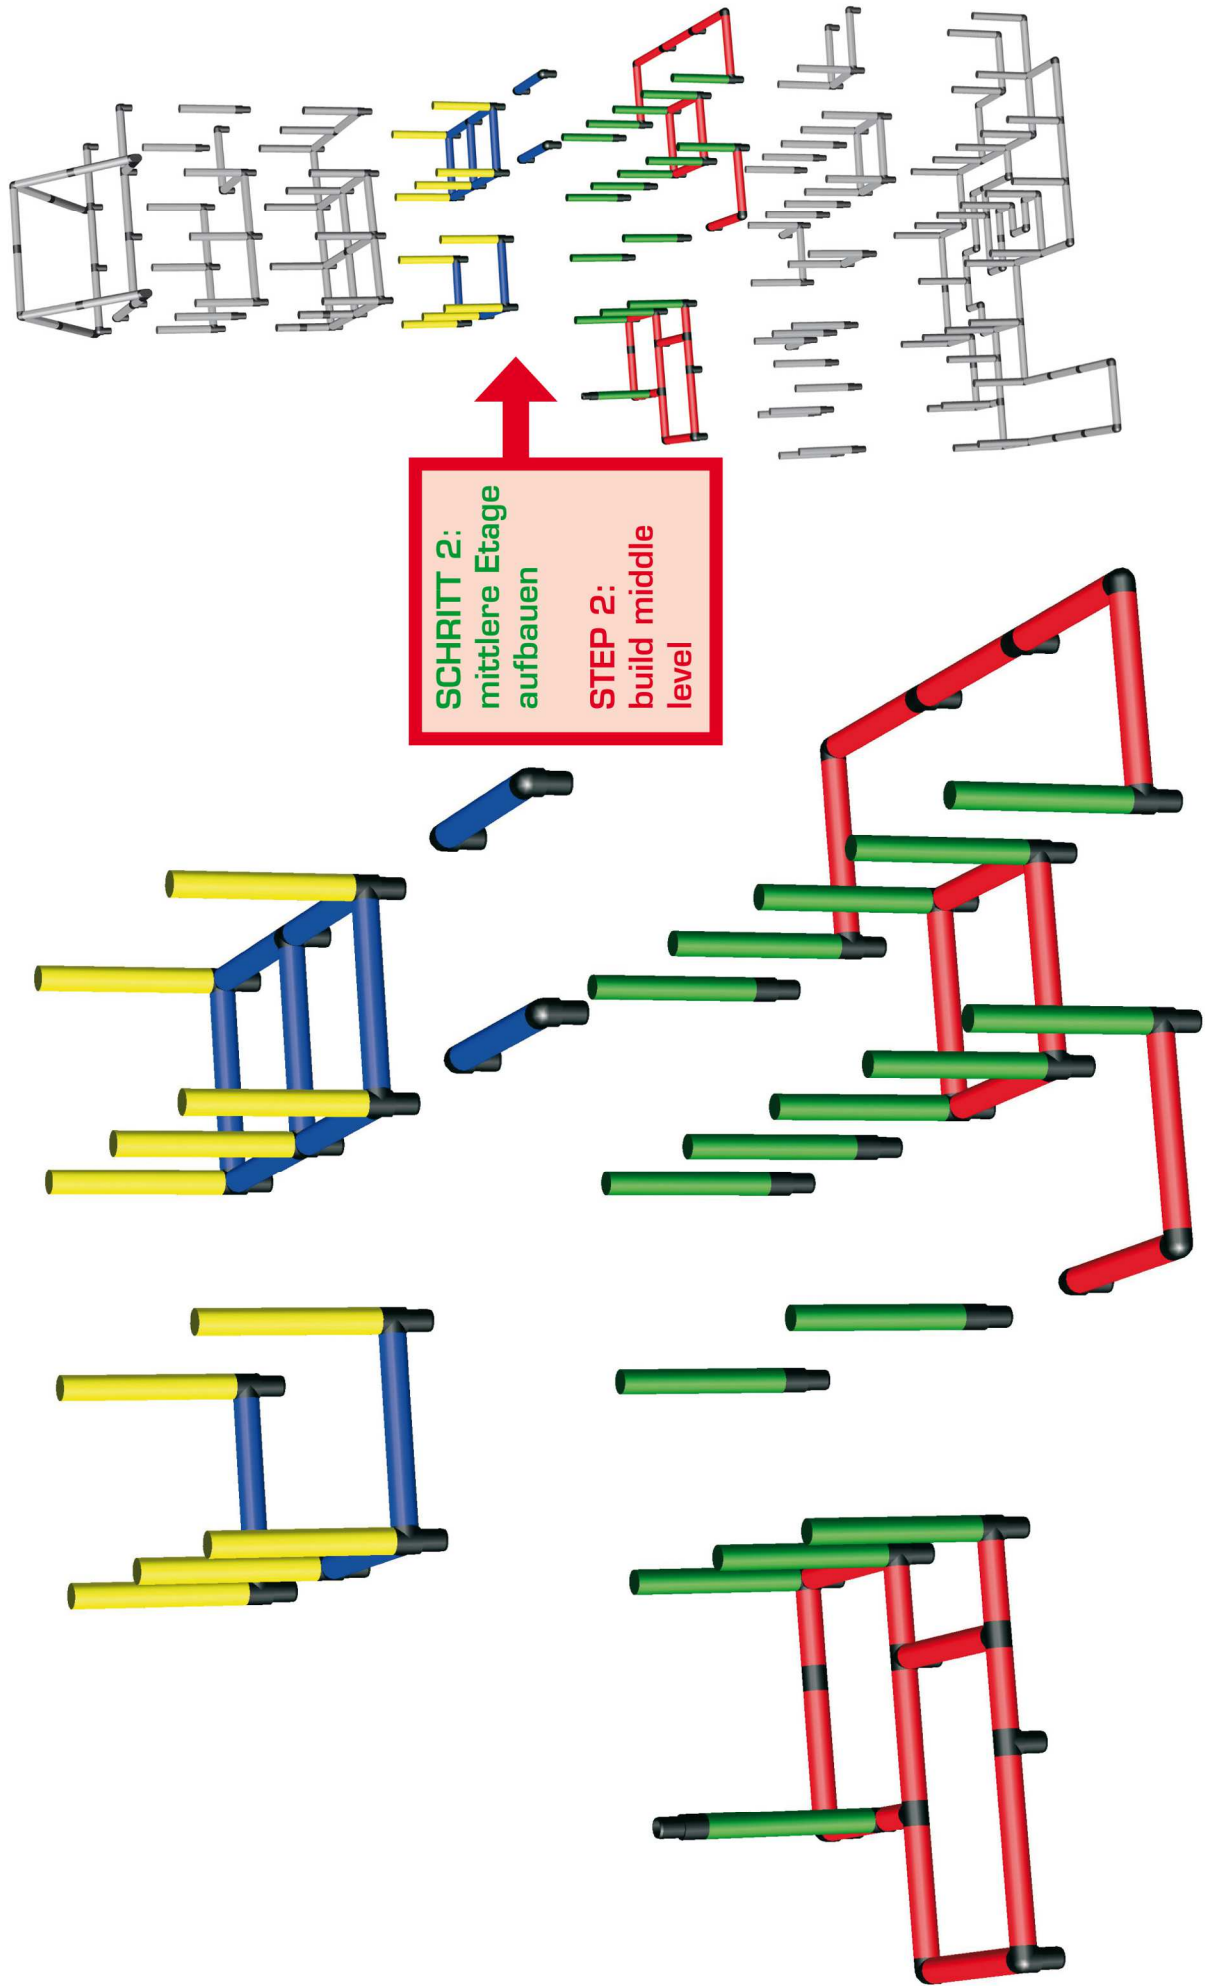 SCHRITT 2:
mittlere Etage
aufbauen
STEP 2:
build middle
level